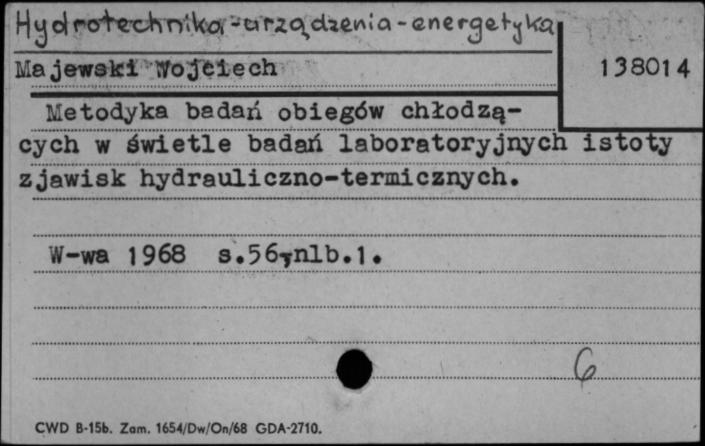 Hydrotechnika-urządzenia-energetyka
Majewski Wojciech
138014
Metodyka badań obiegów chłodzą-
cych w świetle badań laboratoryjnych istoty
zjawisk hydrauliczno-termicznych.
W-wa 1968 s.56,nlb.1.
6
CWD B-15b. Zam. 1654/Dw/On/68 GDA-2710.